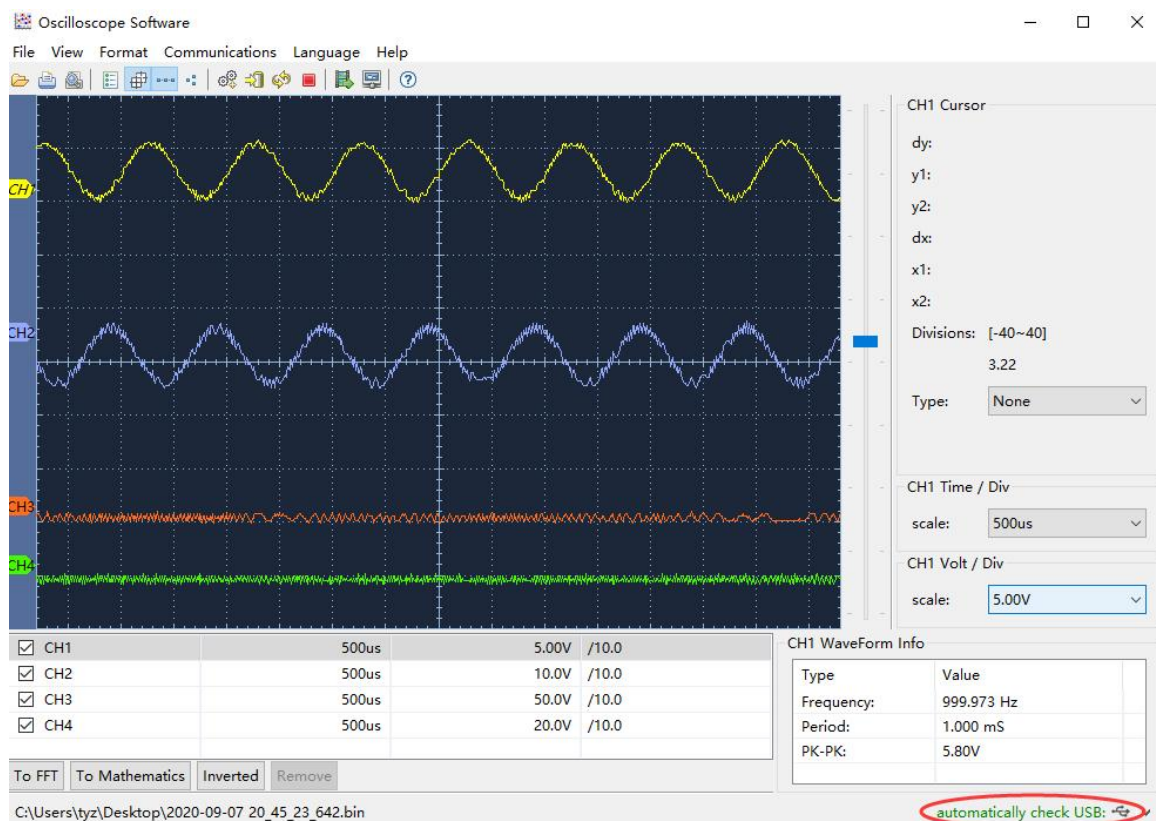 Oscilloscope Software
File View Format Communications Language Help
CH1 Cursor
dy:
y1:
y2:
dx:
x1:
x2:
Divisions: [-40~40]
3.22
Type: None
CH1 Time / Div
scale: 500us
CH1 Volt / Div
scale: 5.00V
CH2
CH3
CH4
CH1 500us 5.00V /10.0
CH2 500us 10.0V /10.0
CH3 500us 50.0V /10.0
CH4 500us 20.0V /10.0
CH1 WaveForm Info
Type Value
Frequency: 999.973 Hz
Period: 1.000 mS
PK-PK: 5.80V
To FFT To Mathematics Inverted Remove
C:\Users\tyz\Desktop\2020-09-07 20_45_23_642.bin
automatically check USB: